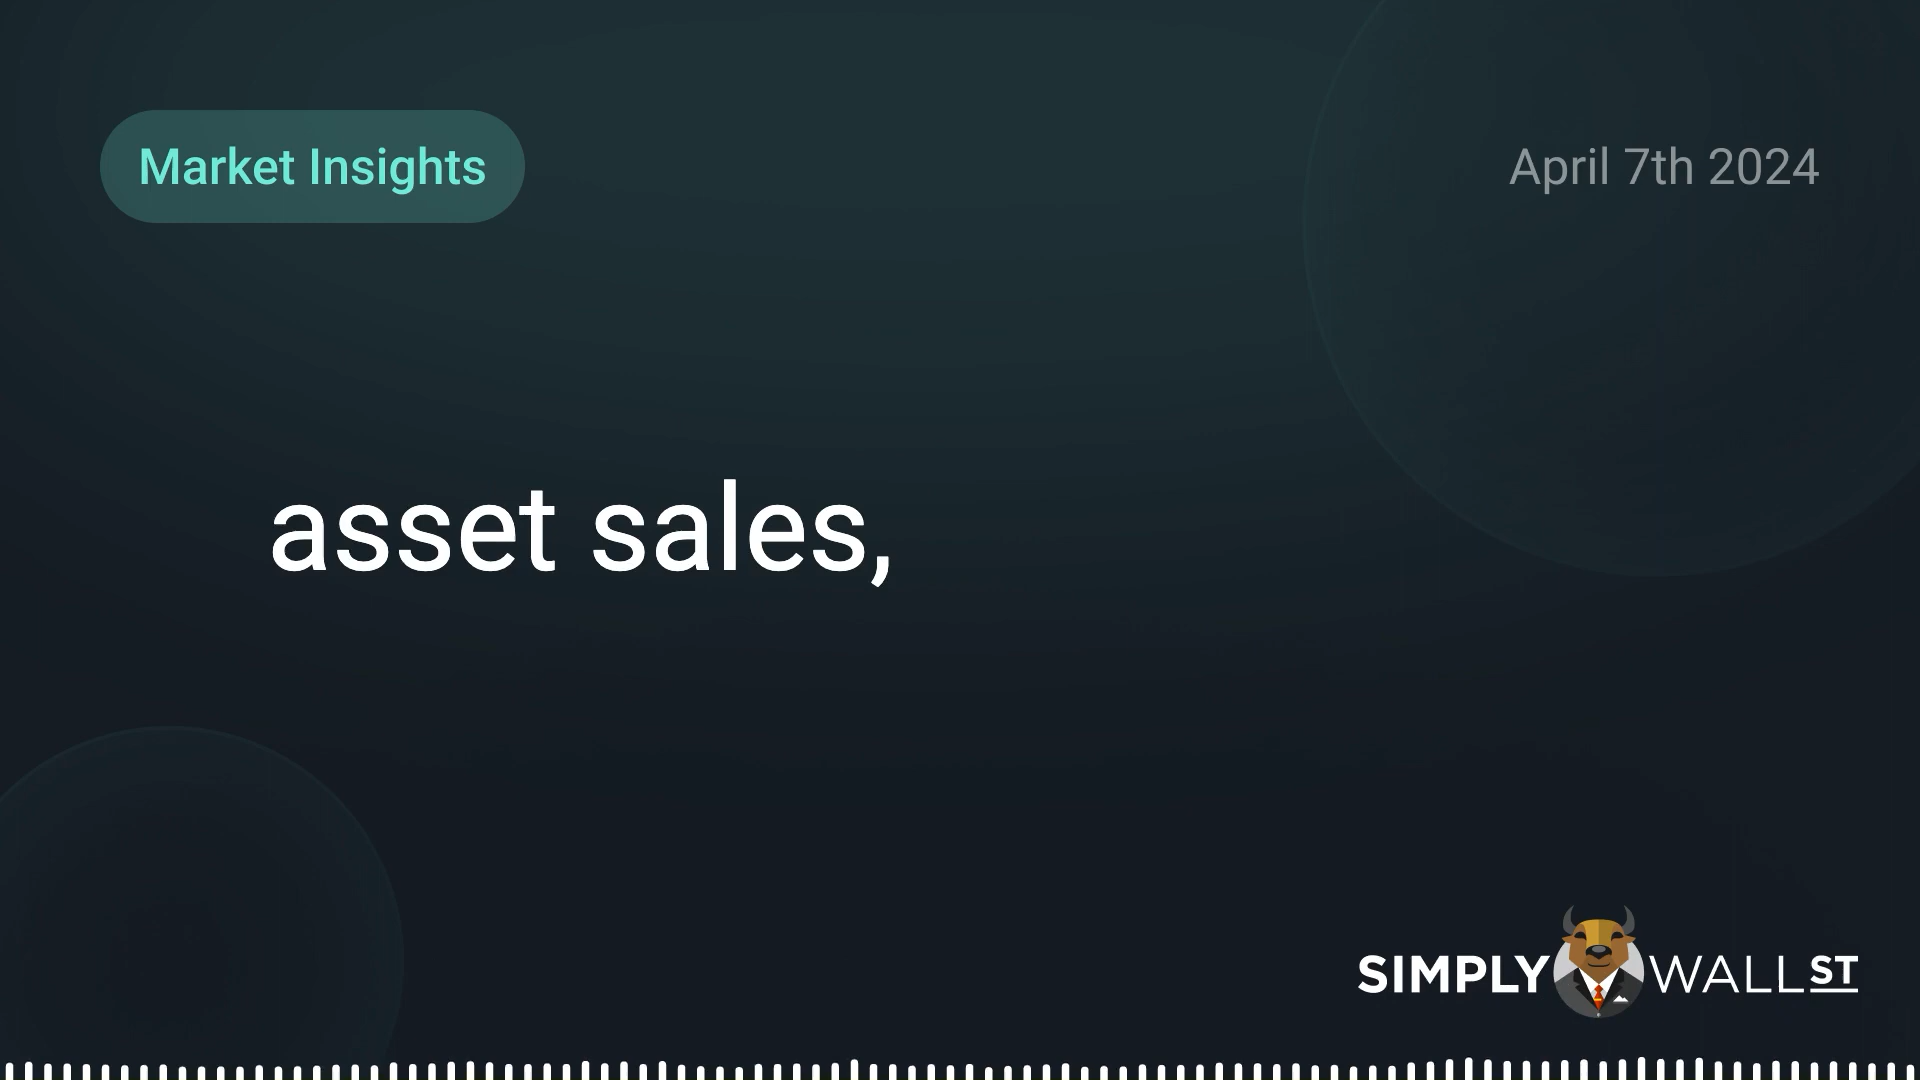 Market Insights
April 7th 2024
asset sales,
SIMPLY WALL ST